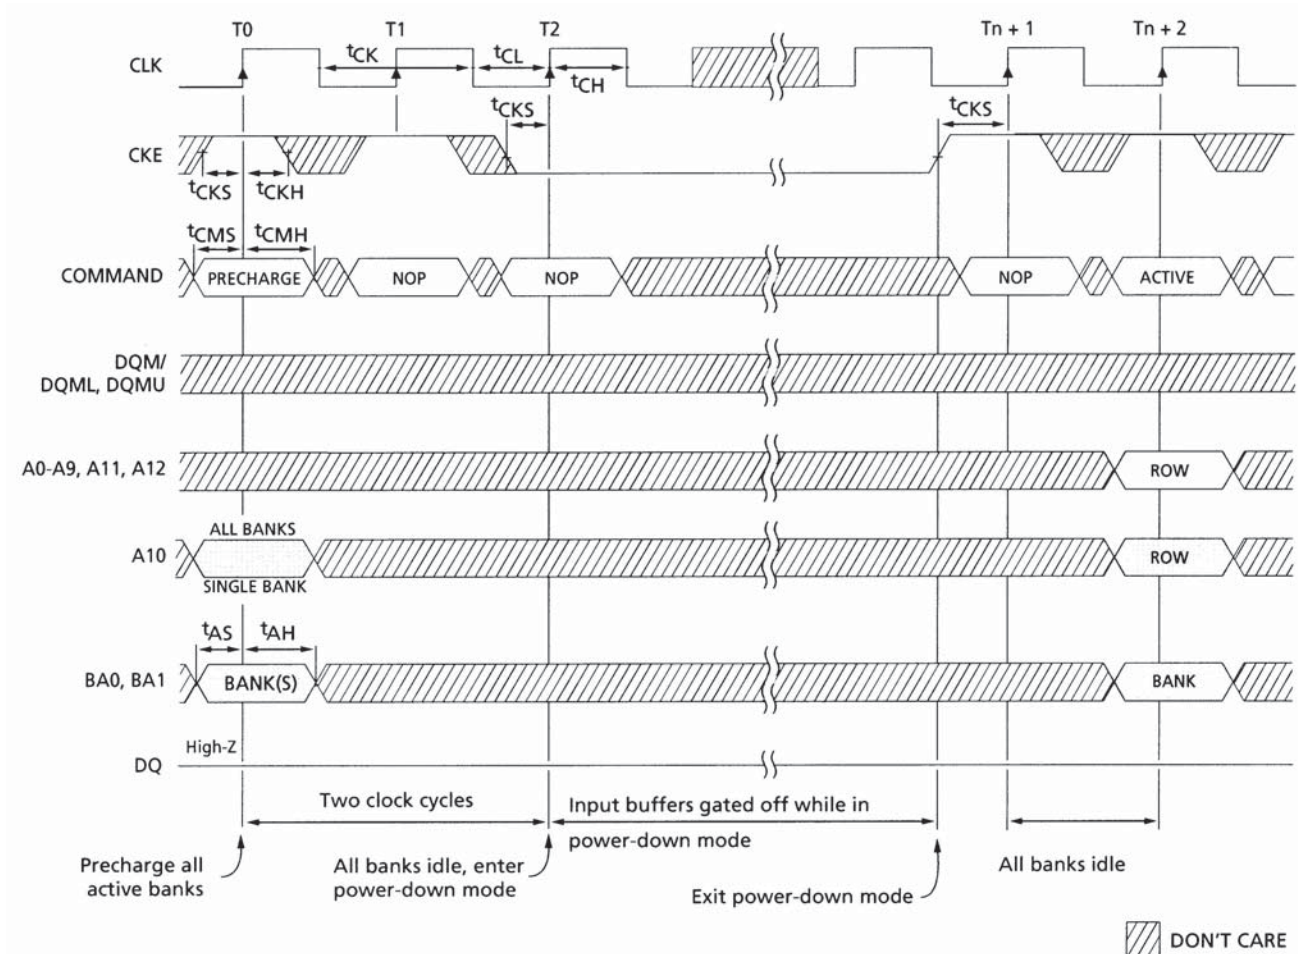 T0 T1 T2 Tn + 1 Tn + 2
CLK tCK tCL tCH
tCKS tCKS
CKE
tCKS tCKH
tCMS tCMH
COMMAND PRECHARGE NOP NOP NOP ACTIVE
DQM/
DQML, DQMU
A0-A9, A11, A12 ROW
ALL BANKS
A10 ROW
SINGLE BANK
tAS tAH
BA0, BA1 BANK(S) BANK
High-Z
DQ
Two clock cycles
Input buffers gated off while in
power-down mode
Precharge all
active banks
All banks idle, enter
power-down mode
Exit power-down mode
All banks idle
DON'T CARE